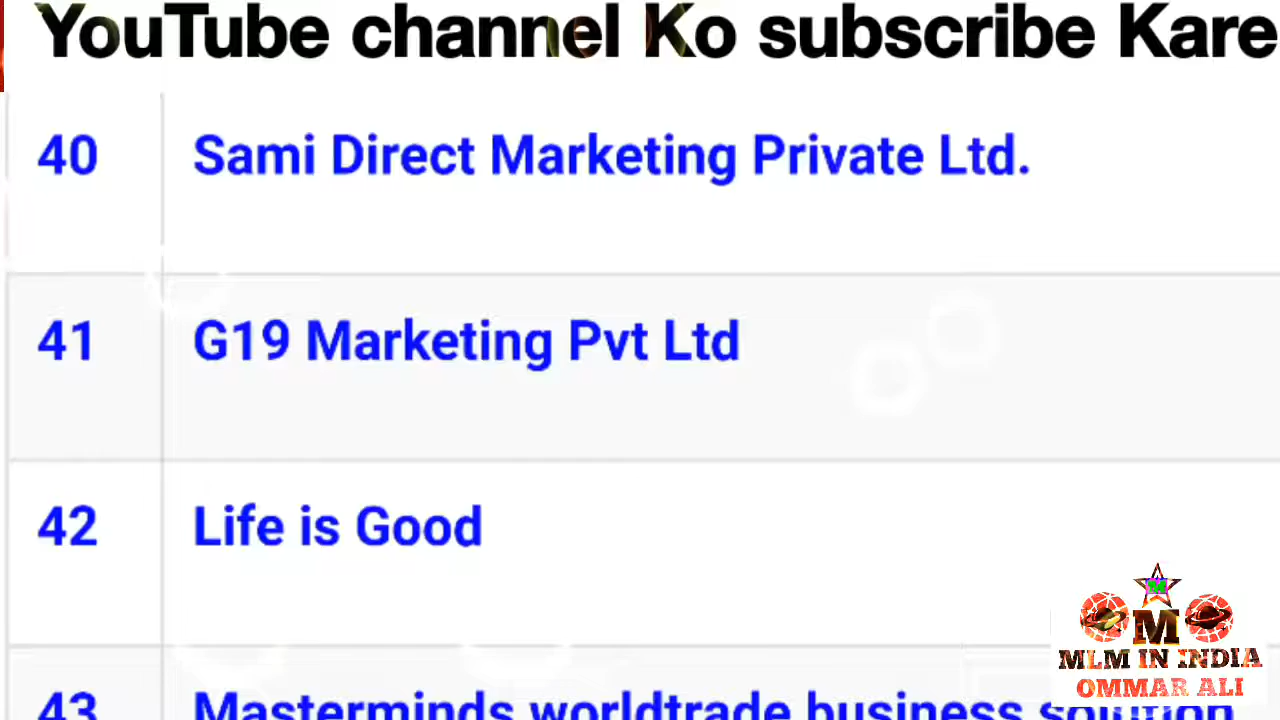 YouTube channel Ko subscribe Kare
40 Sami Direct Marketing Private Ltd.
41 G19 Marketing Pvt Ltd
42 Life is Good
43 Masterminds worldtrade business solution
M
M
MLM IN INDIA
OMMAR ALI